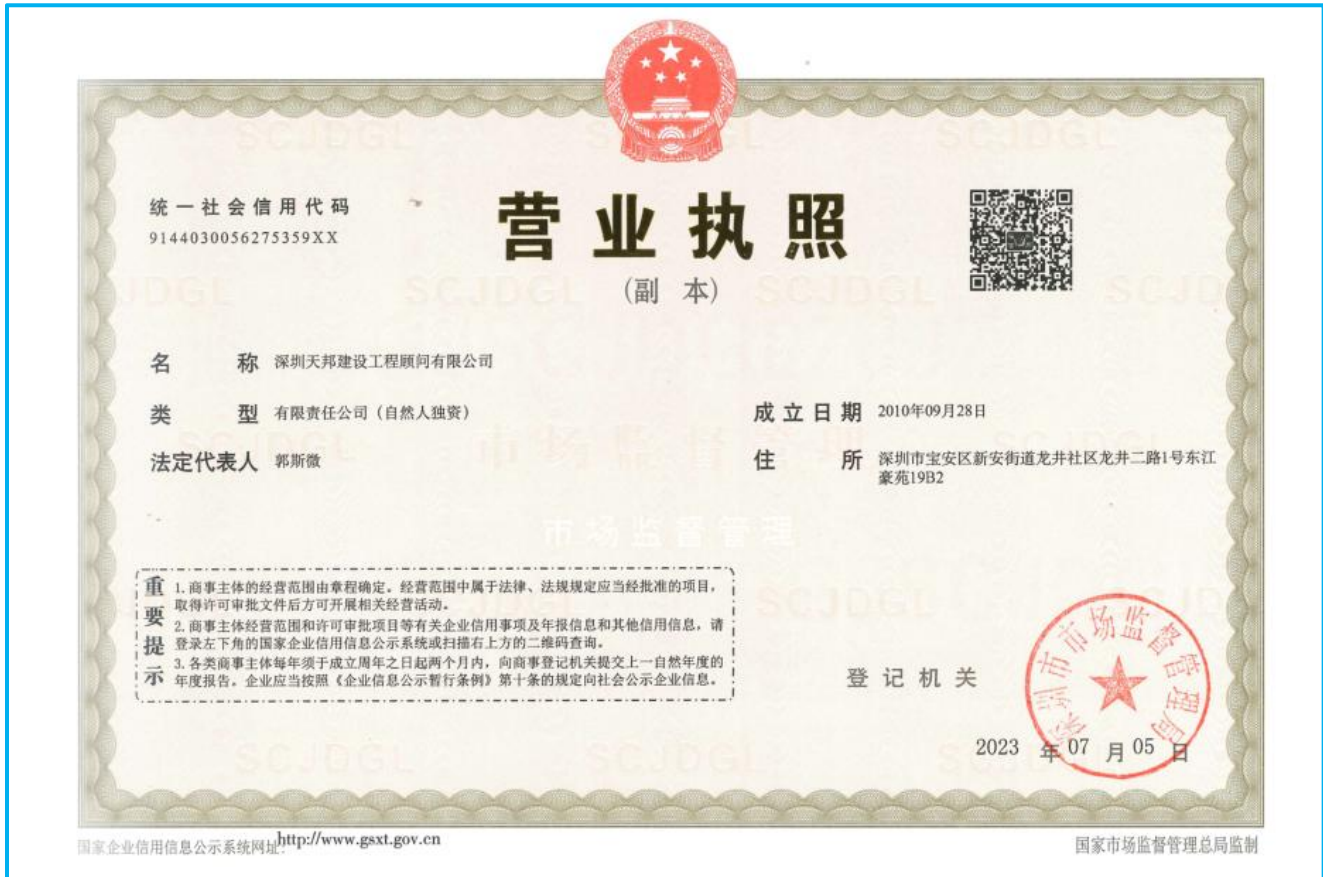 统一社会信用代码
9144030056275359XX
营业执照
(副 本)
名 称 深圳天邦建设工程顾问有限公司
类 型 有限责任公司（自然人独资）
成立日期 2010年09月28日
法定代表人 郭斯微
住 所 深圳市宝安区新安街道龙井社区龙井二路1号东江
豪苑19B2
市场监督管理
重要提示
1.商事主体的经营范围由章程确定。经营范围中属于法律、法规规定应当经批准的项目，
取得许可审批文件后方可开展相关经营活动。
2.商事主体经营范围和许可审批项目等有关企业信用事项及年报信息和其他信用信息，请
登录左下角的国家企业信用信息公示系统或扫描右上方的二维码查询。
3.各类商事主体每年须于成立周年之日起两个月内，向商事登记机关提交上一自然年度的
年度报告。企业应当按照《企业信息公示暂行条例》第十条的规定向社会公示企业信息。
登记机关
深圳市市场监督管理局
2023 年 07 月 05 日
国家企业信用信息公示系统网址:http://www.gsxt.gov.cn
国家市场监督管理总局监制
SCJDGL